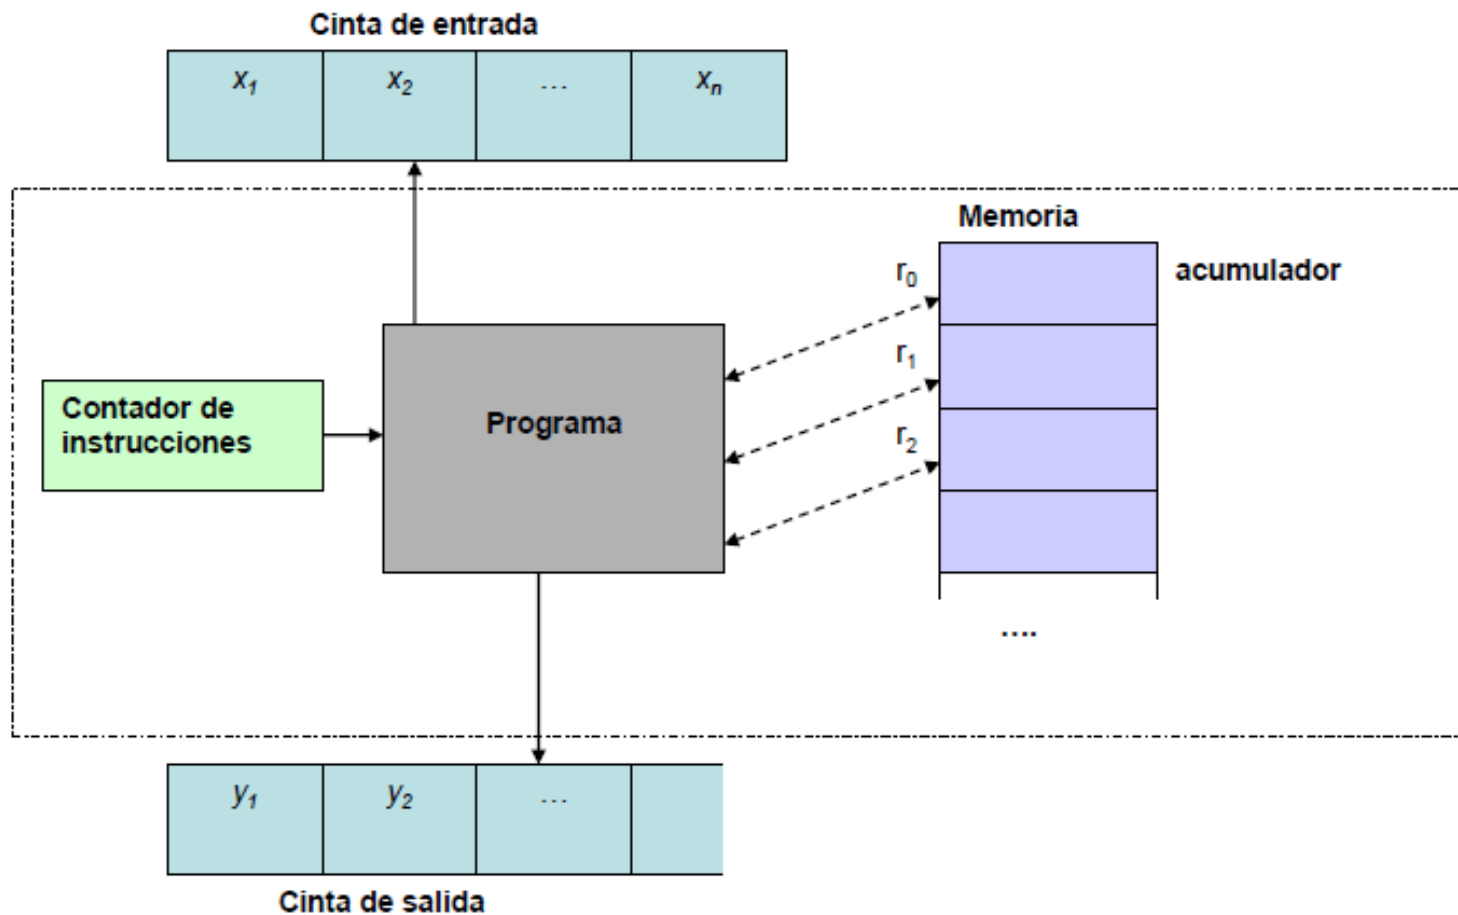 Cinta de entrada
x1 x2 ... xn
Memoria
r0
acumulador
r1
Contador de
instrucciones
Programa
r2
....
y1 y2 ...
Cinta de salida